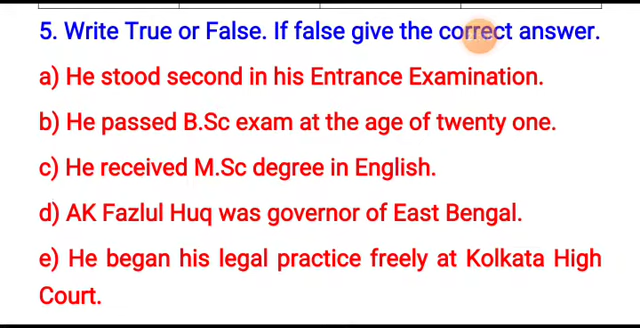 5. Write True or False. If false give the correct answer.
a) He stood second in his Entrance Examination.
b) He passed B.Sc exam at the age of twenty one.
c) He received M.Sc degree in English.
d) AK Fazlul Huq was governor of East Bengal.
e) He began his legal practice freely at Kolkata High
Court.